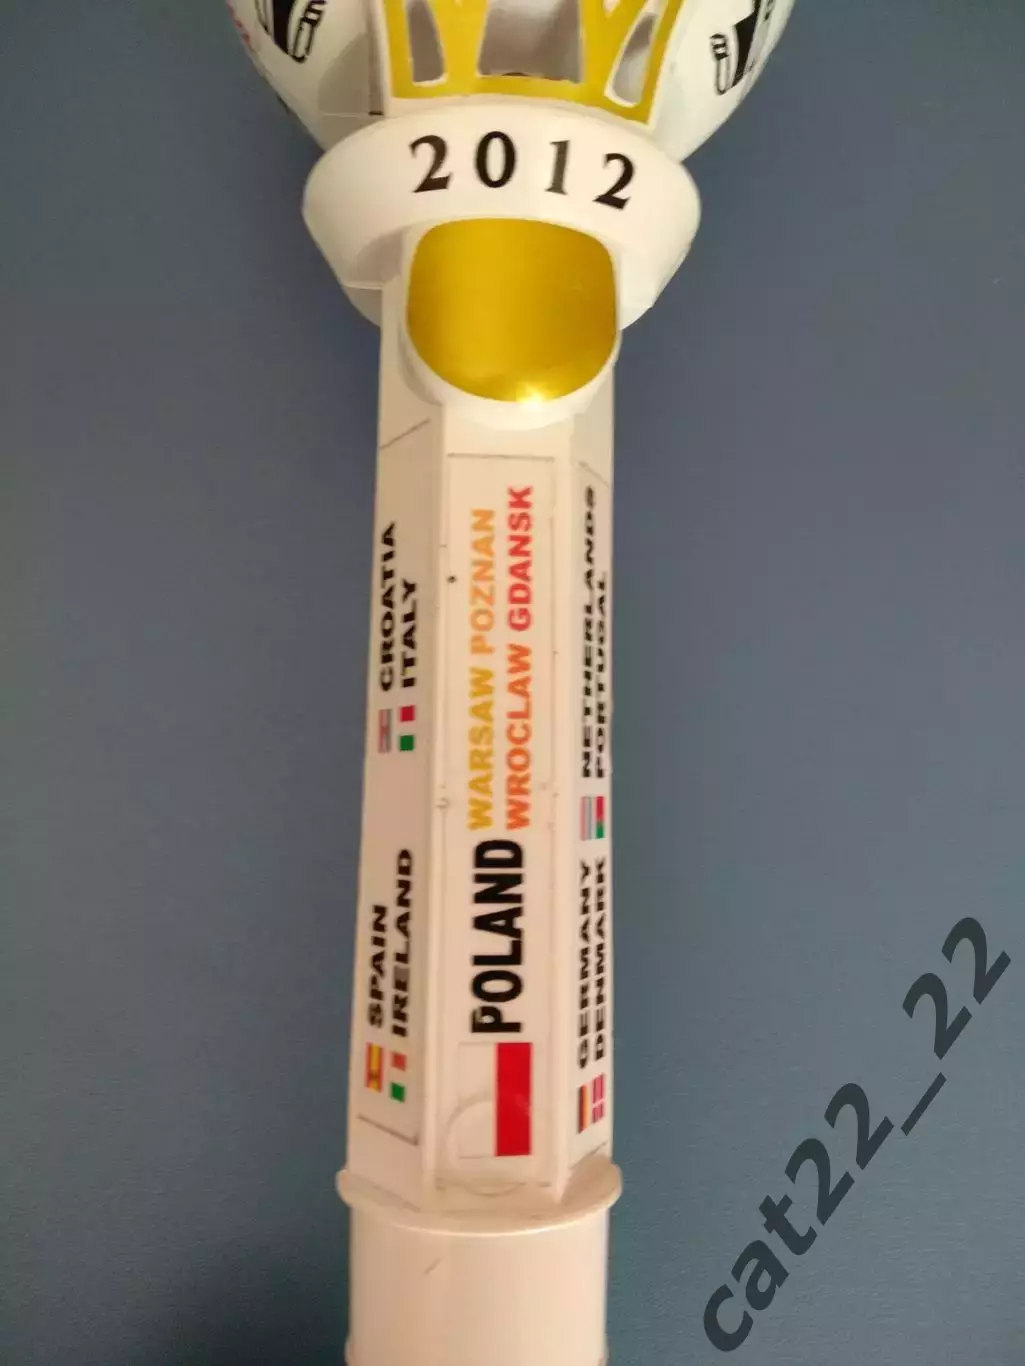 2012
CROATIA
ITALY
SPAIN
IRELAND
POLAND
WARSAW POZNAN
WROCLAW GDANSK
NETHERLANDS
PORTUGAL
GERMANY
DENMARK
cat22_22